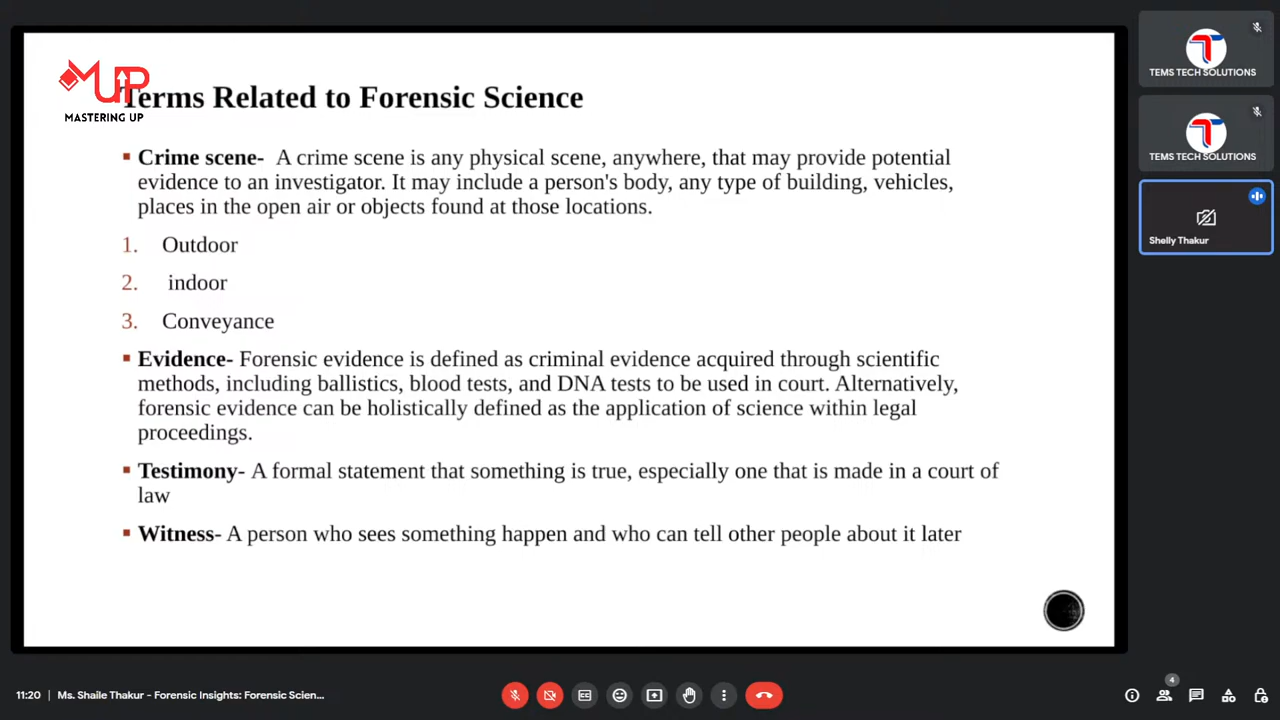 MUP
MASTERING UP
Terms Related to Forensic Science
▪ Crime scene- A crime scene is any physical scene, anywhere, that may provide potential
evidence to an investigator. It may include a person's body, any type of building, vehicles,
places in the open air or objects found at those locations.
1. Outdoor
2. indoor
3. Conveyance
▪ Evidence- Forensic evidence is defined as criminal evidence acquired through scientific
methods, including ballistics, blood tests, and DNA tests to be used in court. Alternatively,
forensic evidence can be holistically defined as the application of science within legal
proceedings.
▪ Testimony- A formal statement that something is true, especially one that is made in a court of
law
▪ Witness- A person who sees something happen and who can tell other people about it later
TEMS TECH SOLUTIONS
TEMS TECH SOLUTIONS
Shelly Thakur
11:20 | Ms. Shaile Thakur - Forensic Insights: Forensic Scien...
4